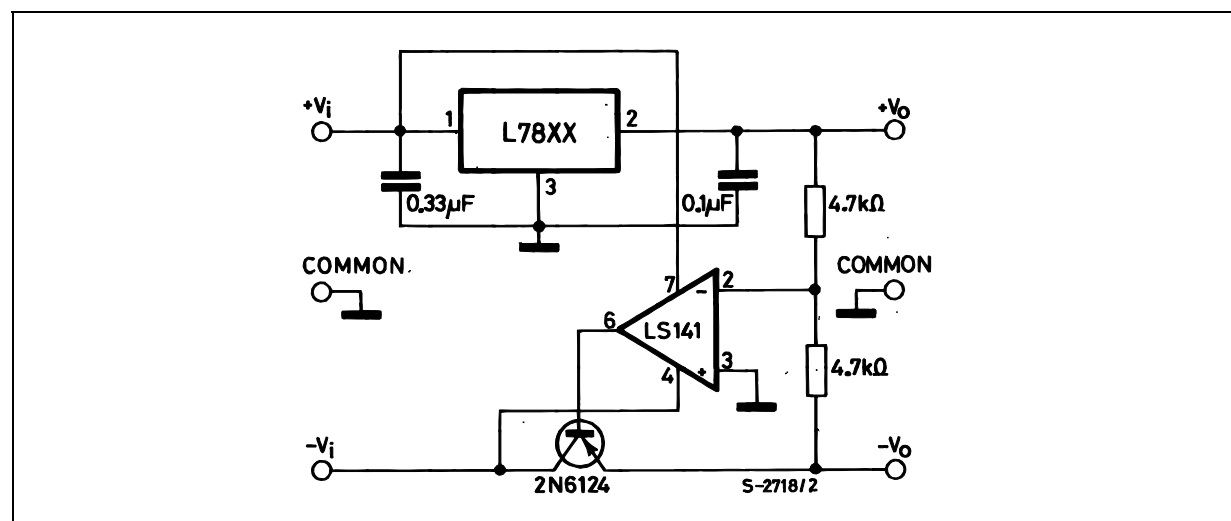 +Vi
1
L78XX
2
+Vo
3
0.33µF
0.1µF
4.7kΩ
COMMON
COMMON
7
-
2
6
LS141
3
+
4
4.7kΩ
-Vi
-Vo
2N6124
S-2718/2